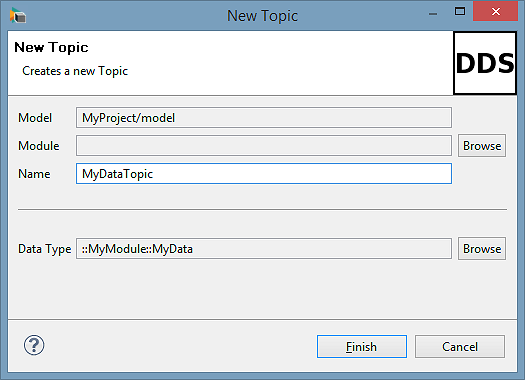 New Topic
New Topic
Creates a new Topic
DDS
Model MyProject/model
Module Browse
Name MyDataTopic
Data Type ::MyModule::MyData Browse
? Finish Cancel